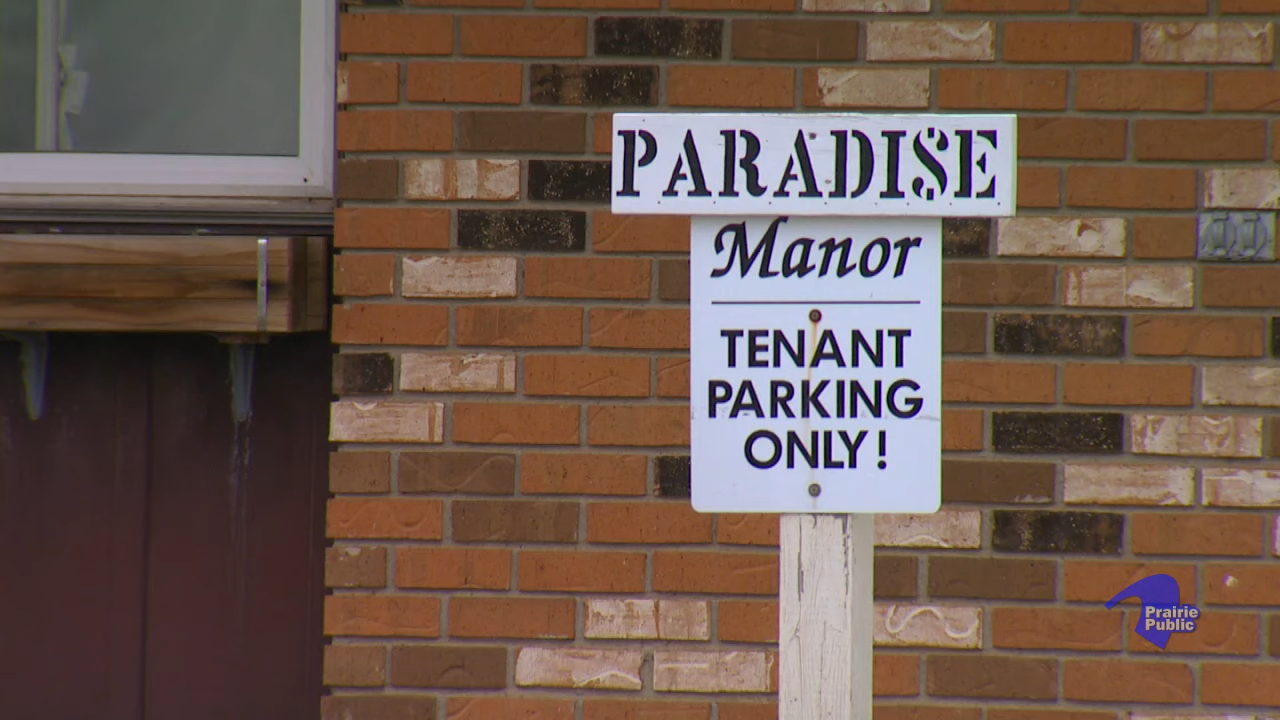 PARADISE
Manor
TENANT
PARKING
ONLY!
Prairie
Public